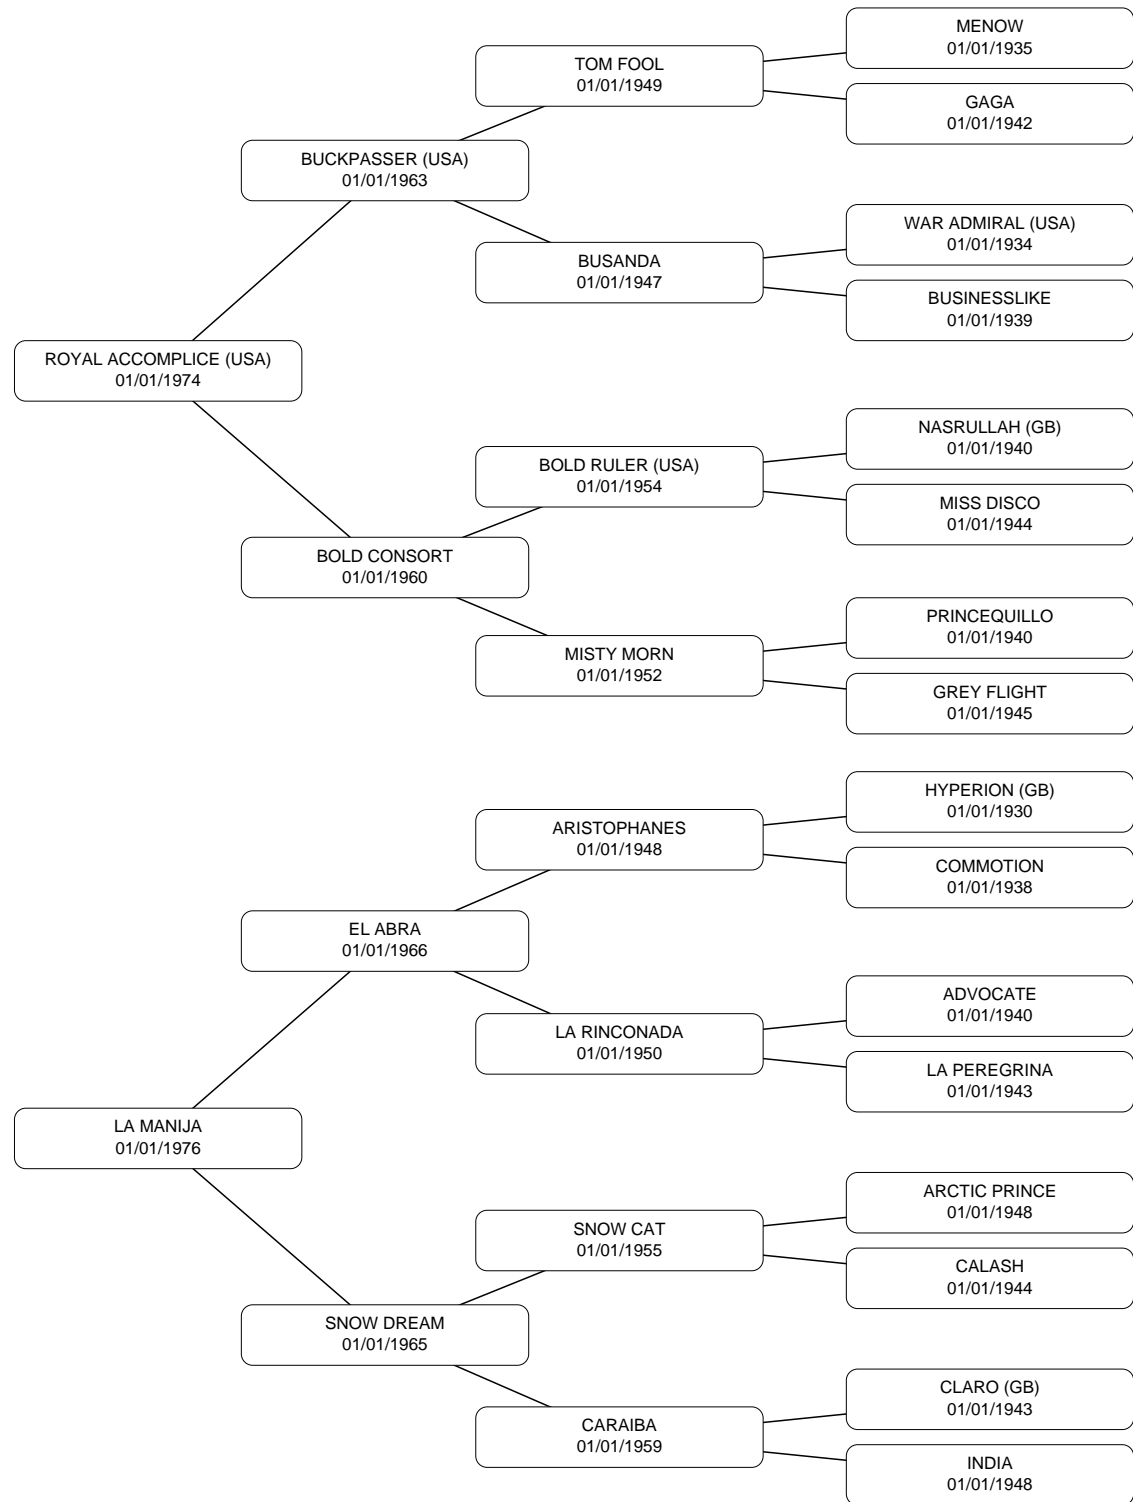 MENOW
01/01/1935
TOM FOOL
01/01/1949
GAGA
01/01/1942
BUCKPASSER (USA)
01/01/1963
WAR ADMIRAL (USA)
01/01/1934
BUSANDA
01/01/1947
BUSINESSLIKE
01/01/1939
ROYAL ACCOMPLICE (USA)
01/01/1974
NASRULLAH (GB)
01/01/1940
BOLD RULER (USA)
01/01/1954
MISS DISCO
01/01/1944
BOLD CONSORT
01/01/1960
PRINCEQUILLO
01/01/1940
MISTY MORN
01/01/1952
GREY FLIGHT
01/01/1945
HYPERION (GB)
01/01/1930
ARISTOPHANES
01/01/1948
COMMOTION
01/01/1938
EL ABRA
01/01/1966
ADVOCATE
01/01/1940
LA RINCONADA
01/01/1950
LA PEREGRINA
01/01/1943
LA MANIJA
01/01/1976
ARCTIC PRINCE
01/01/1948
SNOW CAT
01/01/1955
CALASH
01/01/1944
SNOW DREAM
01/01/1965
CLARO (GB)
01/01/1943
CARAIBA
01/01/1959
INDIA
01/01/1948